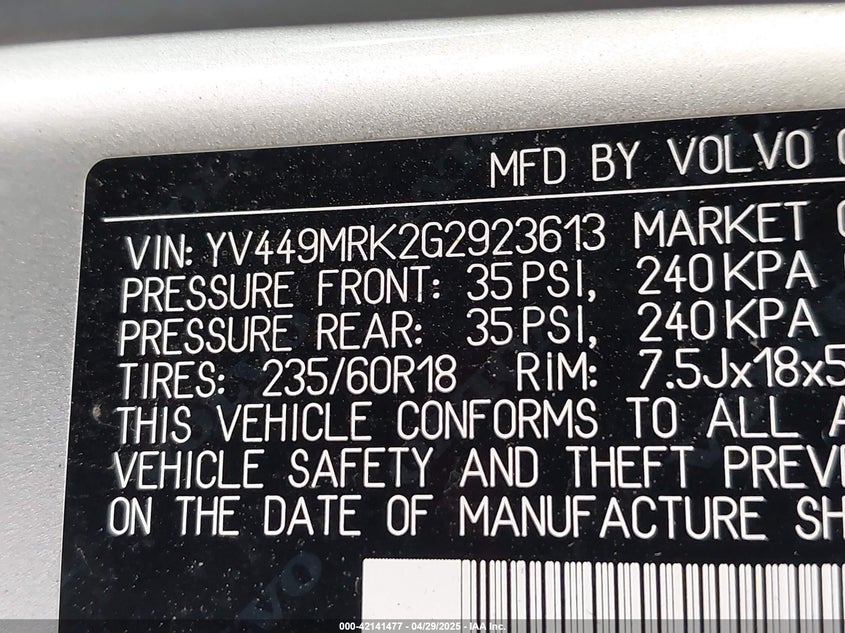 MFD BY VOLVO
VIN: YV449MRK2G2923613 MARKET
PRESSURE FRONT: 35PSI, 240KPA
PRESSURE REAR: 35PSI, 240KPA
TIRES: 235/60R18 RIM: 7.5Jx18x5
THIS VEHICLE CONFORMS TO ALL A
VEHICLE SAFETY AND THEFT PREV
ON THE DATE OF MANUFACTURE SH
000-42141477 - 04/29/2025 - IAA Inc.